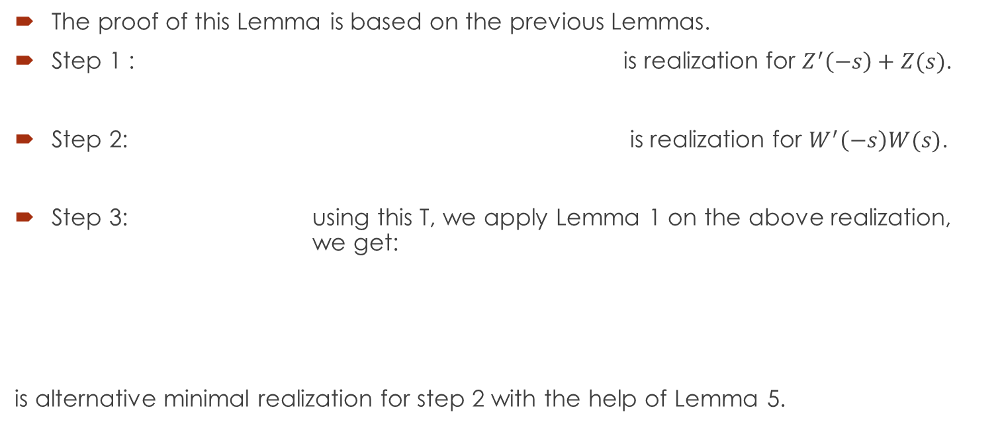 The proof of this Lemma is based on the previous Lemmas.
Step 1 : is realization for Z′(−s) + Z(s).
Step 2: is realization for W′(−s)W(s).
Step 3: using this T, we apply Lemma 1 on the above realization,
we get:
is alternative minimal realization for step 2 with the help of Lemma 5.